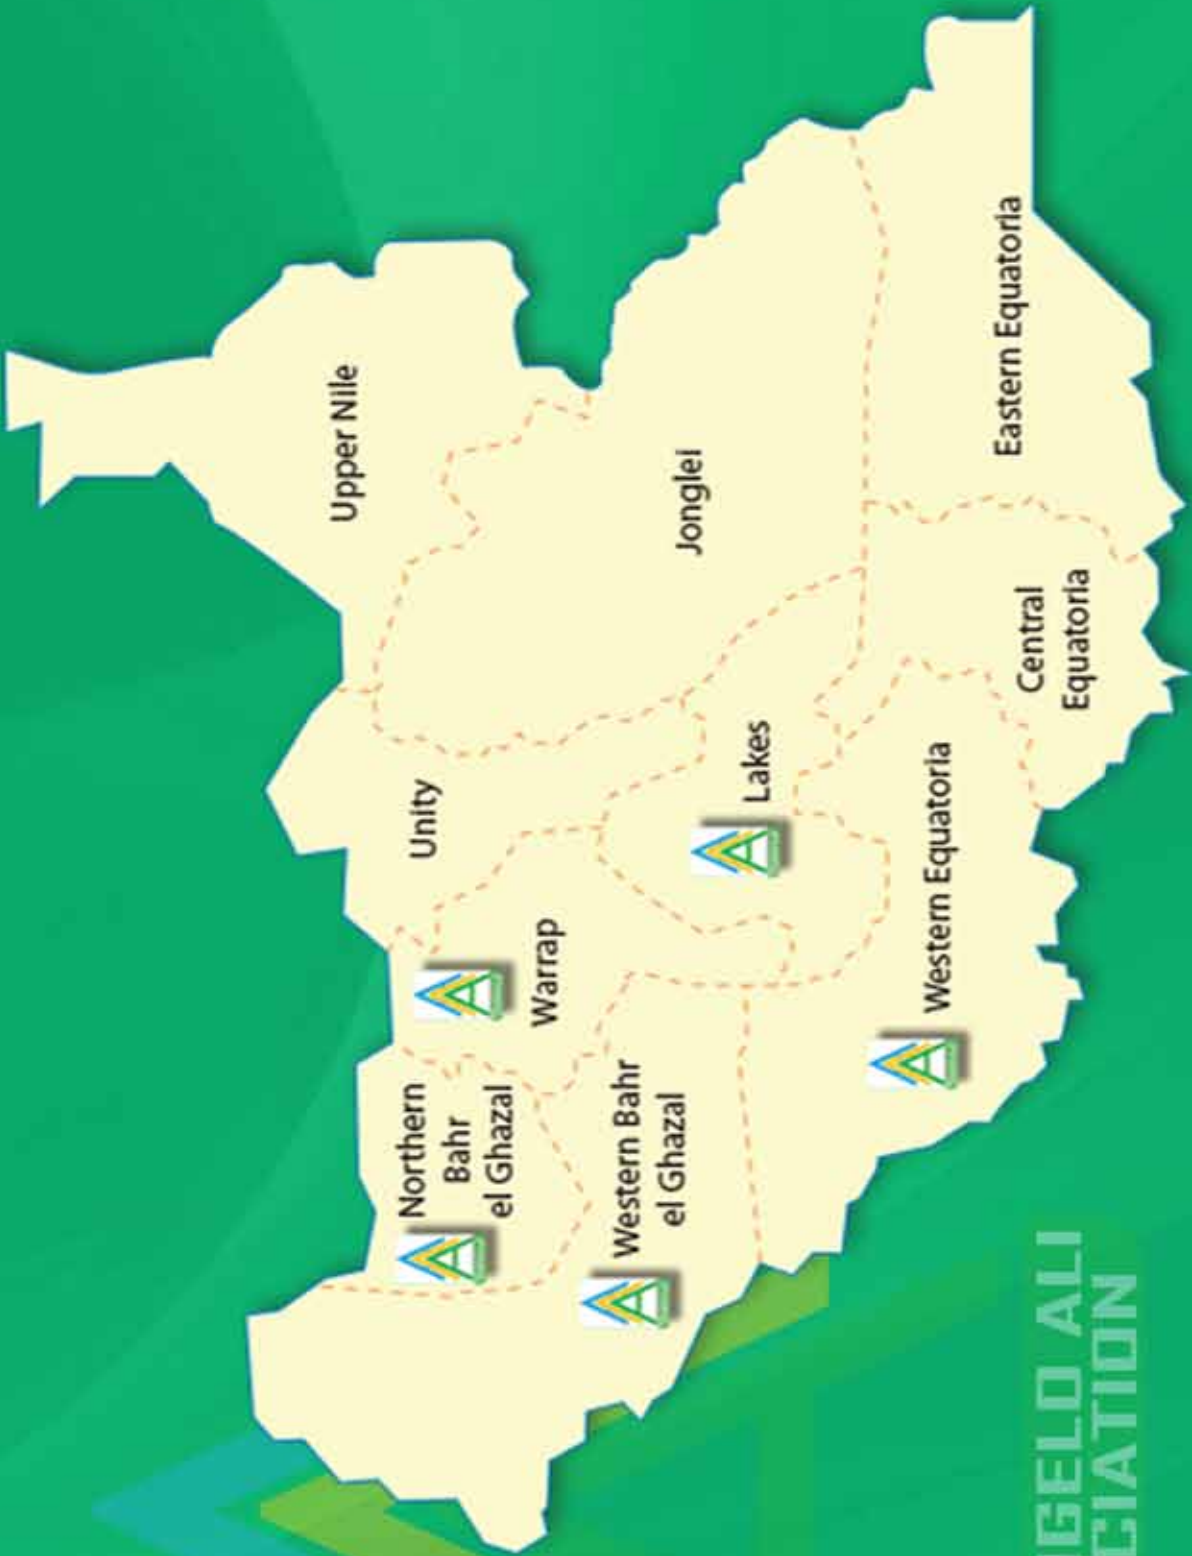 Upper Nile
Unity
Jonglei
Warrap
Northern
Bahr
el Ghazal
Western Bahr
el Ghazal
Lakes
Western Equatoria
Central
Equatoria
Eastern Equatoria
GELO ALI
CIATION